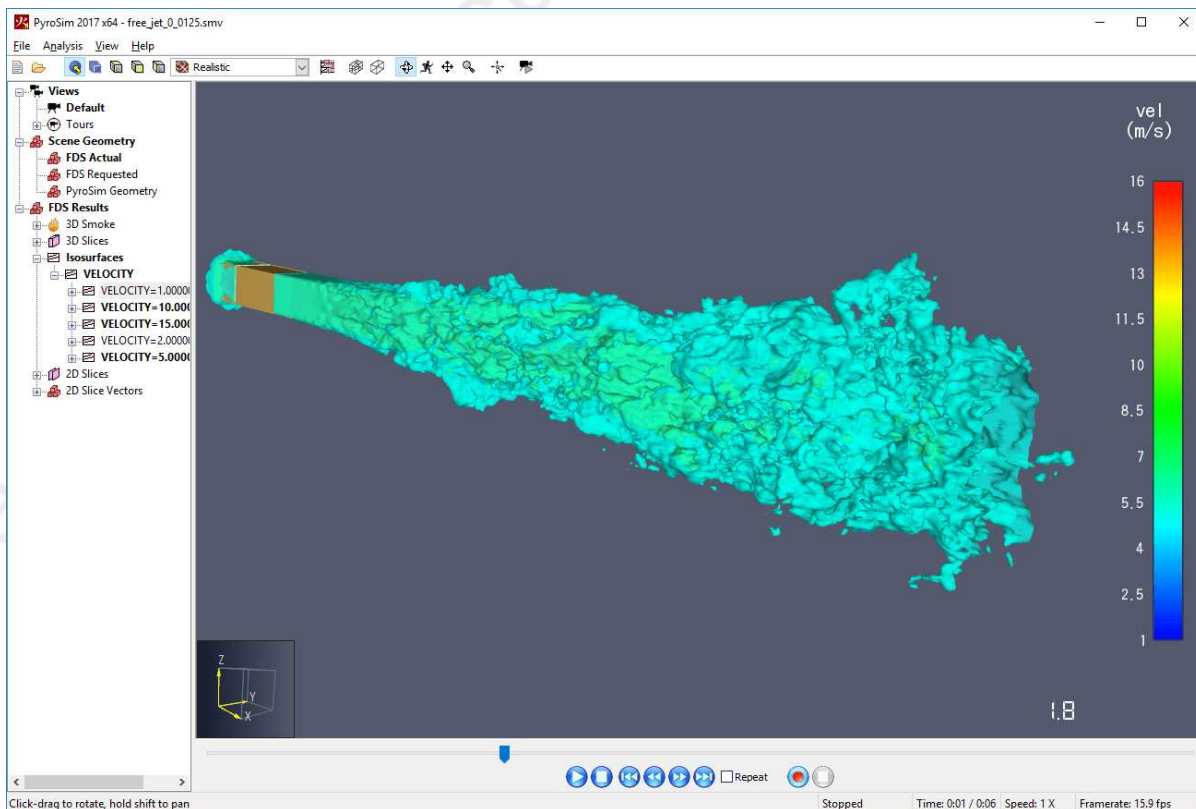 PyroSim 2017 x64 - free_jet_0_0125.smv
File Analysis View Help
Realistic
Views
Default
Tours
Scene Geometry
FDS Actual
FDS Requested
PyroSim Geometry
FDS Results
3D Smoke
3D Slices
Isosurfaces
VELOCITY
VELOCITY=1.0000
VELOCITY=10.000
VELOCITY=15.000
VELOCITY=2.0000
VELOCITY=5.0000
2D Slices
2D Slice Vectors
vel
(m/s)
16
14.5
13
11.5
10
8.5
7
5.5
4
2.5
1
Z
Y
X
1.8
Repeat
Click-drag to rotate, hold shift to pan
Stopped
Time: 0:01 / 0:06
Speed: 1 X
Framerate: 15.9 fps